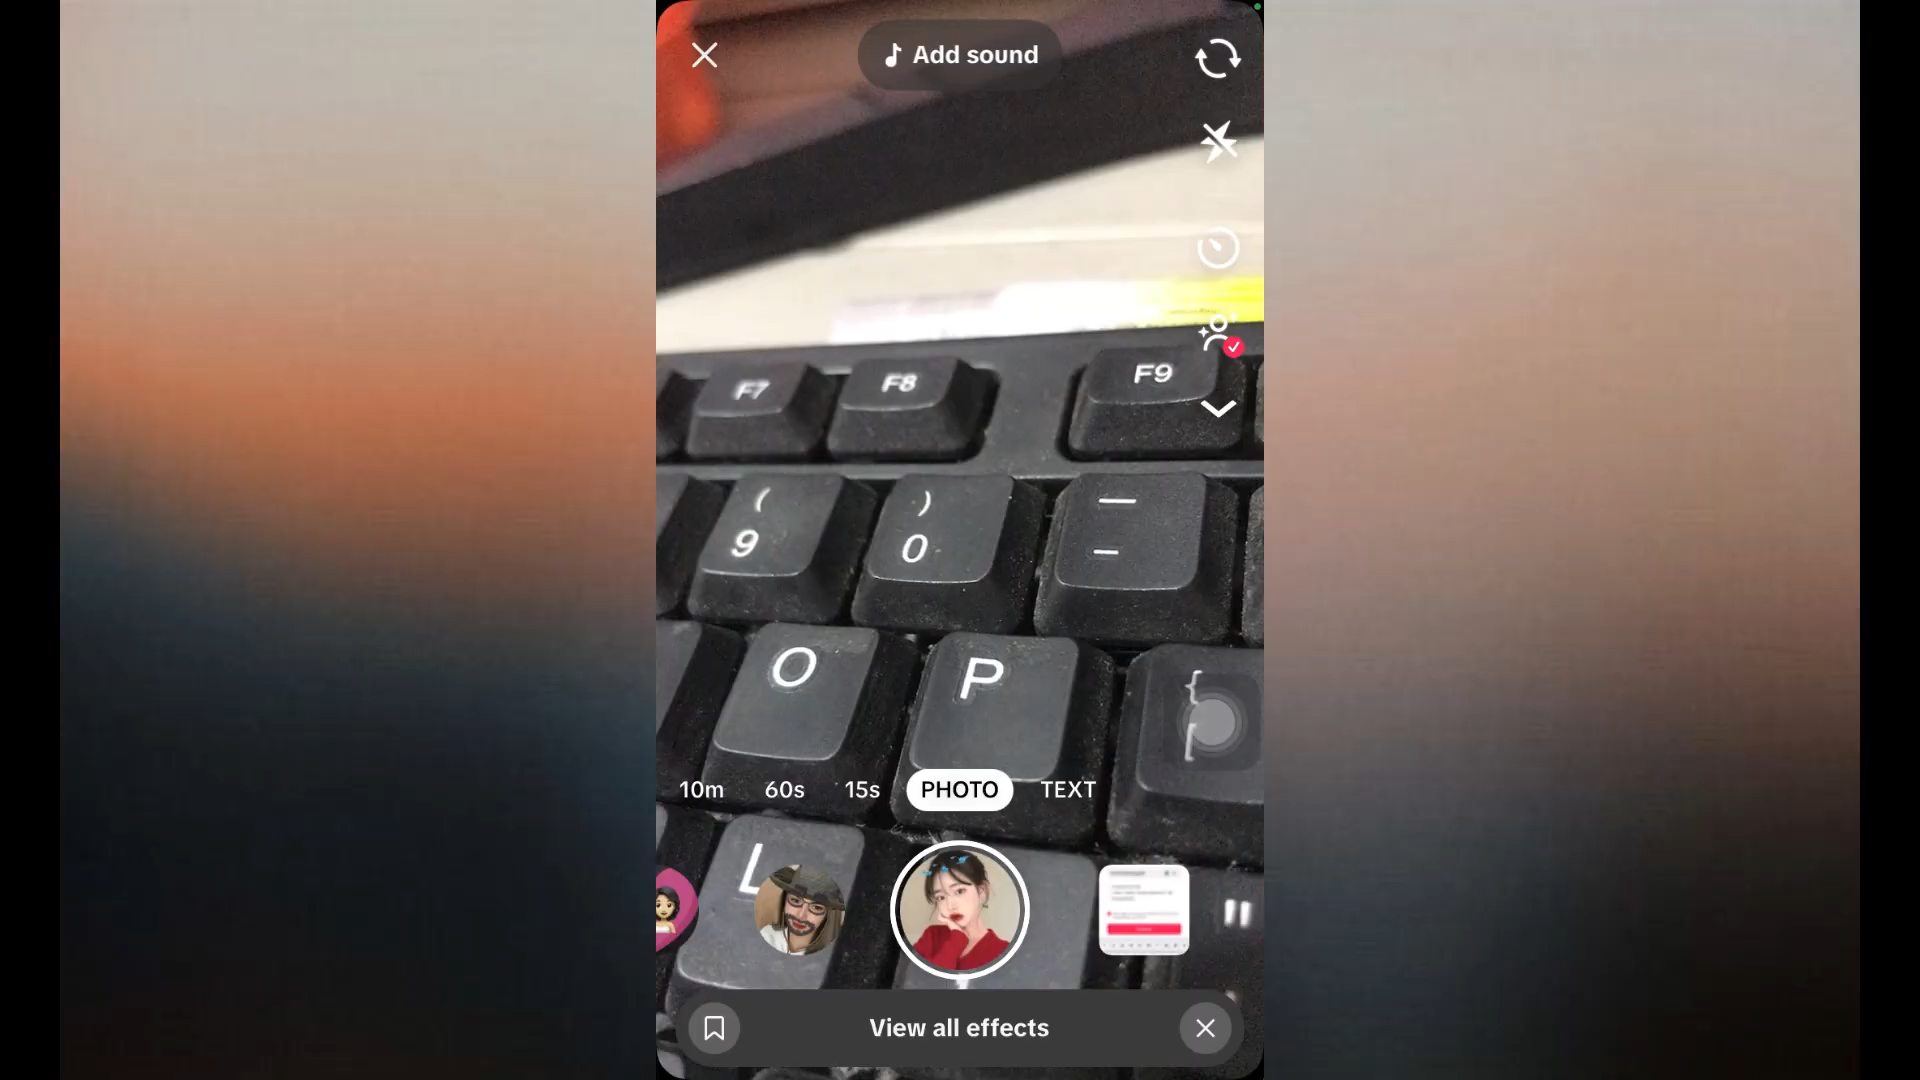 Add sound
F7 F8 F9
( ) —
9 0 -
O P {
[
10m 60s 15s PHOTO TEXT
L "
View all effects